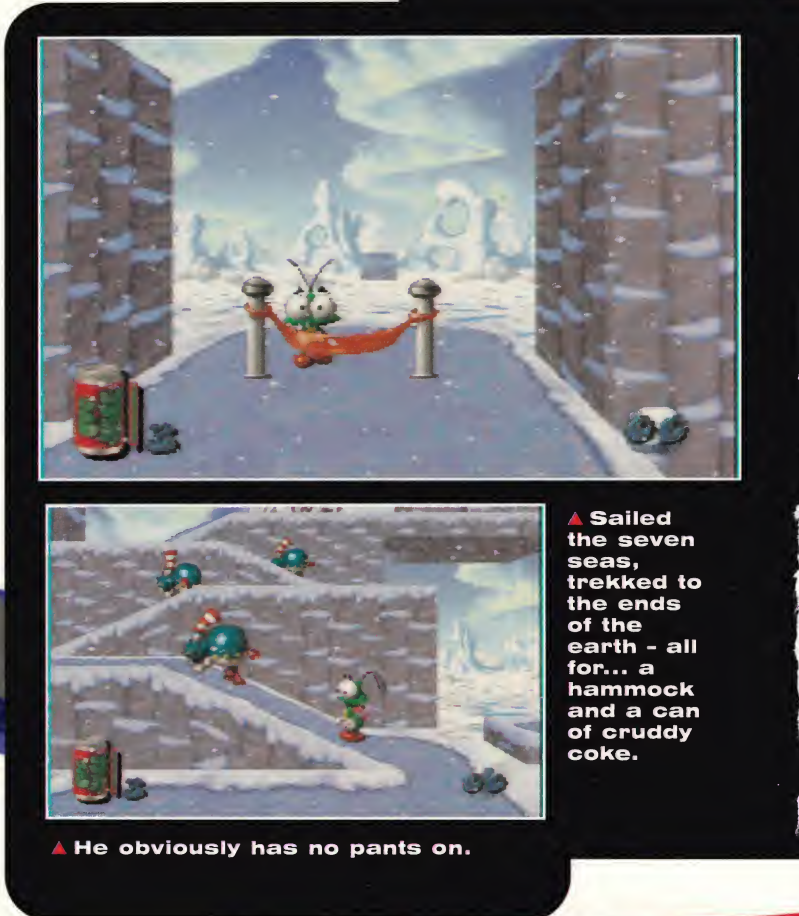 ▲ Sailed
the seven
seas,
trekked to
the ends
of the
earth - all
for... a
hammock
and a can
of cruddy
coke.
▲ He obviously has no pants on.